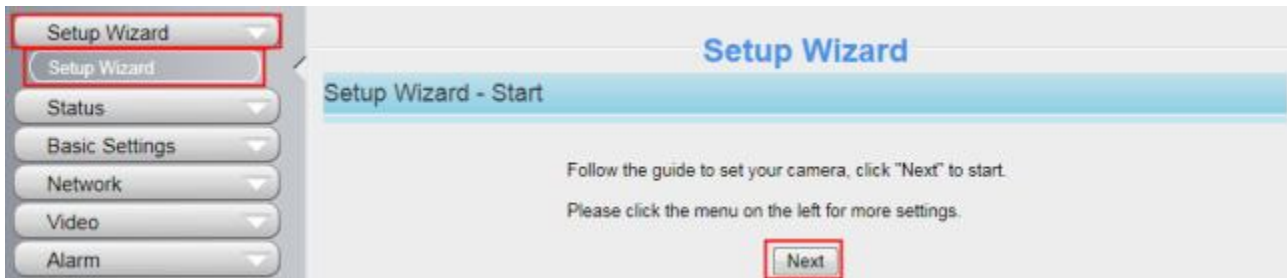 Setup Wizard
Setup Wizard
Status
Basic Settings
Network
Video
Alarm
Setup Wizard
Setup Wizard - Start
Follow the guide to set your camera, click "Next" to start.
Please click the menu on the left for more settings.
Next